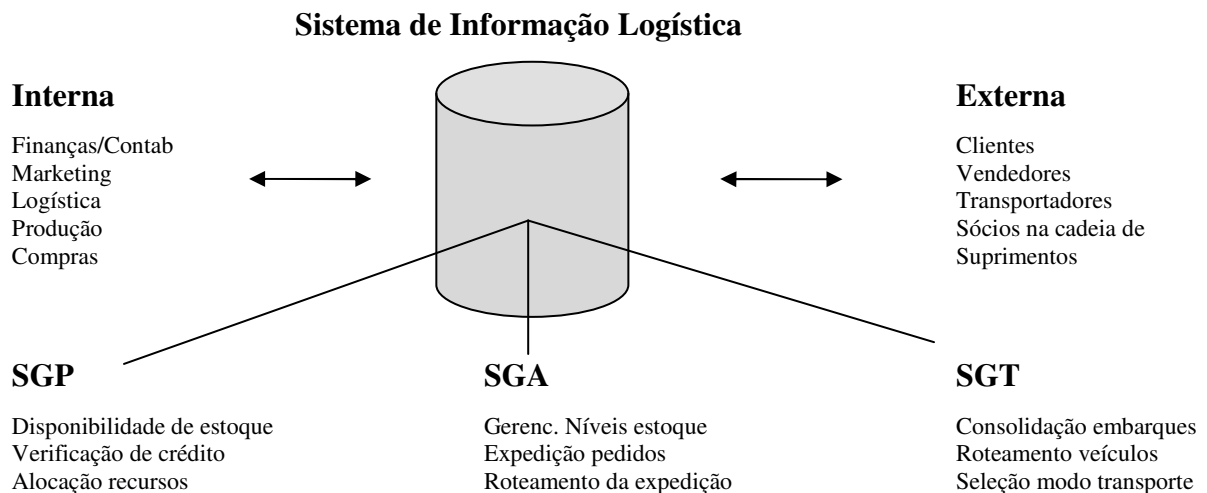 Sistema de Informação Logística
Interna
Finanças/Contab
Marketing
Logística
Produção
Compras
Externa
Clientes
Vendedores
Transportadores
Sócios na cadeia de
Suprimentos
SGP
Disponibilidade de estoque
Verificação de crédito
Alocação recursos
SGA
Gerenc. Níveis estoque
Expedição pedidos
Roteamento da expedição
SGT
Consolidação embarques
Roteamento veículos
Seleção modo transporte